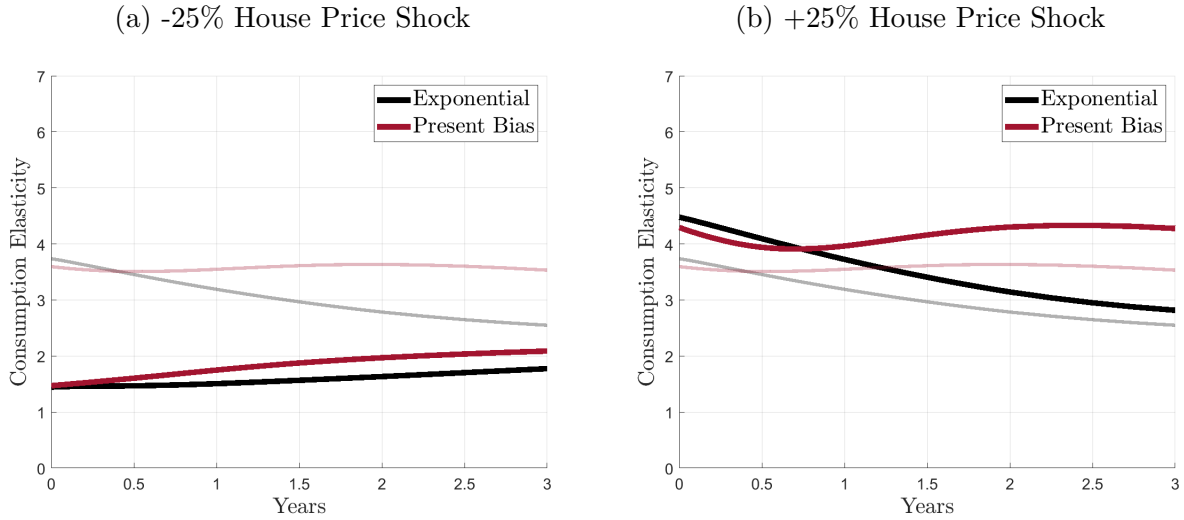 (a) -25% House Price Shock
7
6
5
4
3
2
1
0
Consumption Elasticity
Exponential
Present Bias
0 0.5 1 1.5 2 2.5 3
Years
(b) +25% House Price Shock
7
6
5
4
3
2
1
0
Consumption Elasticity
Exponential
Present Bias
0 0.5 1 1.5 2 2.5 3
Years